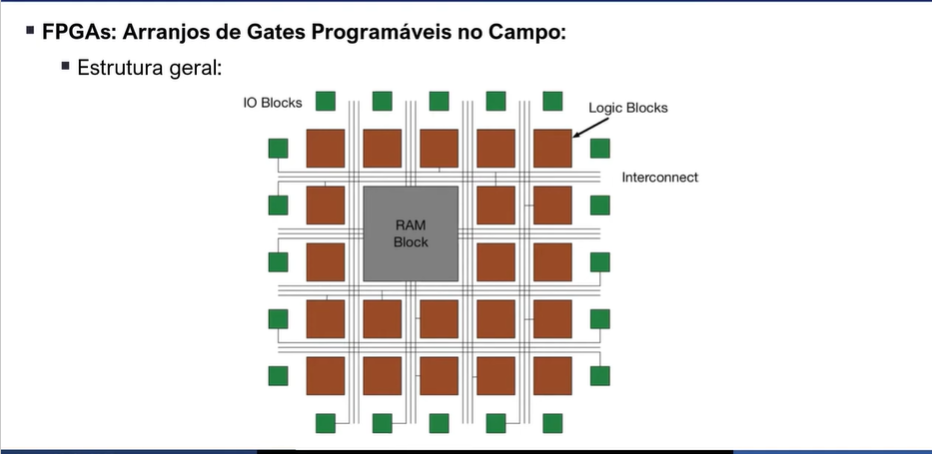 FPGAs: Arranjos de Gates Programáveis no Campo:
Estrutura geral:
IO Blocks
Logic Blocks
Interconnect
RAM
Block